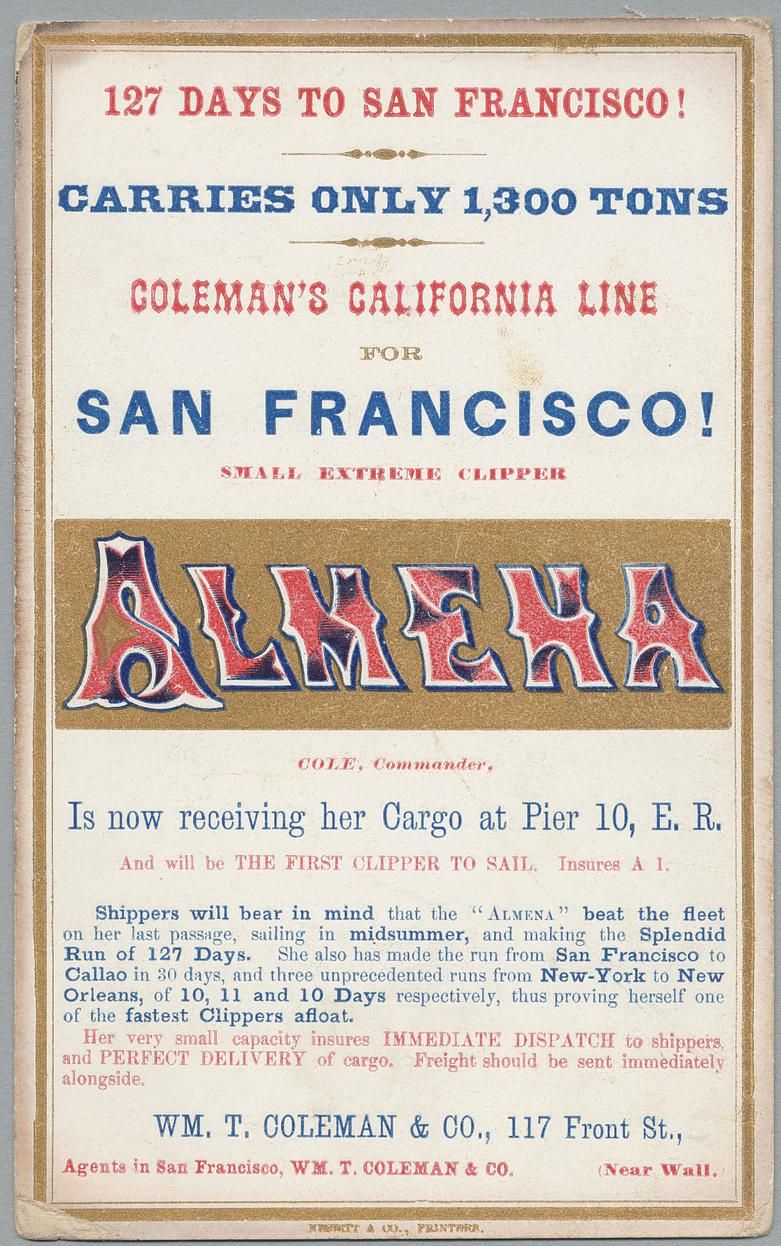 127 DAYS TO SAN FRANCISCO!
CARRIES ONLY 1,300 TONS
COLEMAN'S CALIFORNIA LINE
FOR
SAN FRANCISCO!
SMALL EXTREME CLIPPER
ALMENA
COLE, Commander,
Is now receiving her Cargo at Pier 10, E. R.
And will be THE FIRST CLIPPER TO SAIL. Insures A 1.
Shippers will bear in mind that the "ALMENA" beat the fleet
on her last passage, sailing in midsummer, and making the Splendid
Run of 127 Days. She also has made the run from San Francisco to
Callao in 30 days, and three unprecedented runs from New-York to New
Orleans, of 10, 11 and 10 Days respectively, thus proving herself one
of the fastest Clippers afloat.
Her very small capacity insures IMMEDIATE DISPATCH to shippers,
and PERFECT DELIVERY of cargo. Freight should be sent immediately
alongside.
WM. T. COLEMAN & CO., 117 Front St.,
Agents in San Francisco, WM. T. COLEMAN & CO. (Near Wall.)
NESBITT & CO., PRINTERS.